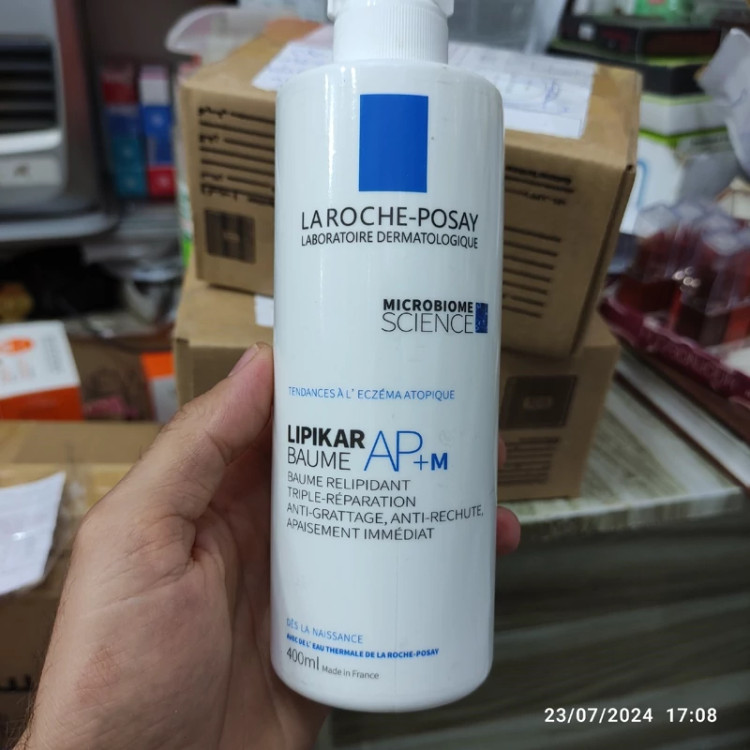 LA ROCHE-POSAY
LABORATOIRE DERMATOLOGIQUE
MICROBIOME
SCIENCE
TENDANCES À L'ECZÉMA ATOPIQUE
LIPIKAR
BAUME AP+M
BAUME RELIPIDANT
TRIPLE-RÉPARATION
ANTI-GRATTAGE, ANTI-RECHUTE,
APAISEMENT IMMÉDIAT
DÈS LA NAISSANCE
AVEC DE L'EAU THERMALE DE LA ROCHE-POSAY
400ml Made in France
23/07/2024 17:08